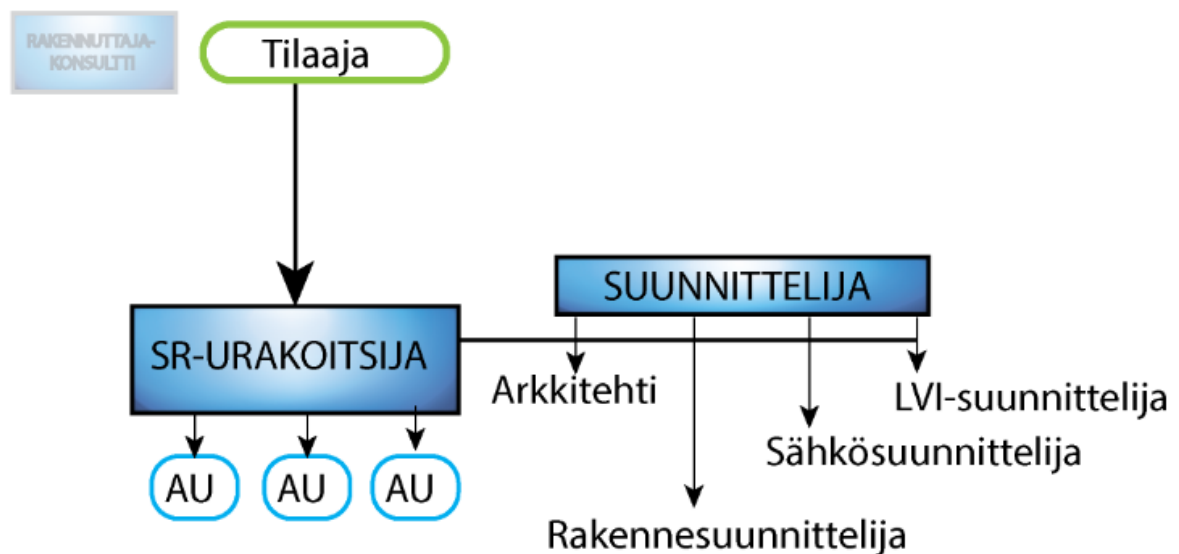 RAKENNUTTAJA-
KONSULTTI
Tilaaja
SUUNNITTELIJA
SR-URAKOITSIJA
Arkkitehti
LVI-suunnittelija
Sähkösuunnittelija
AU AU AU
Rakennesuunnittelija